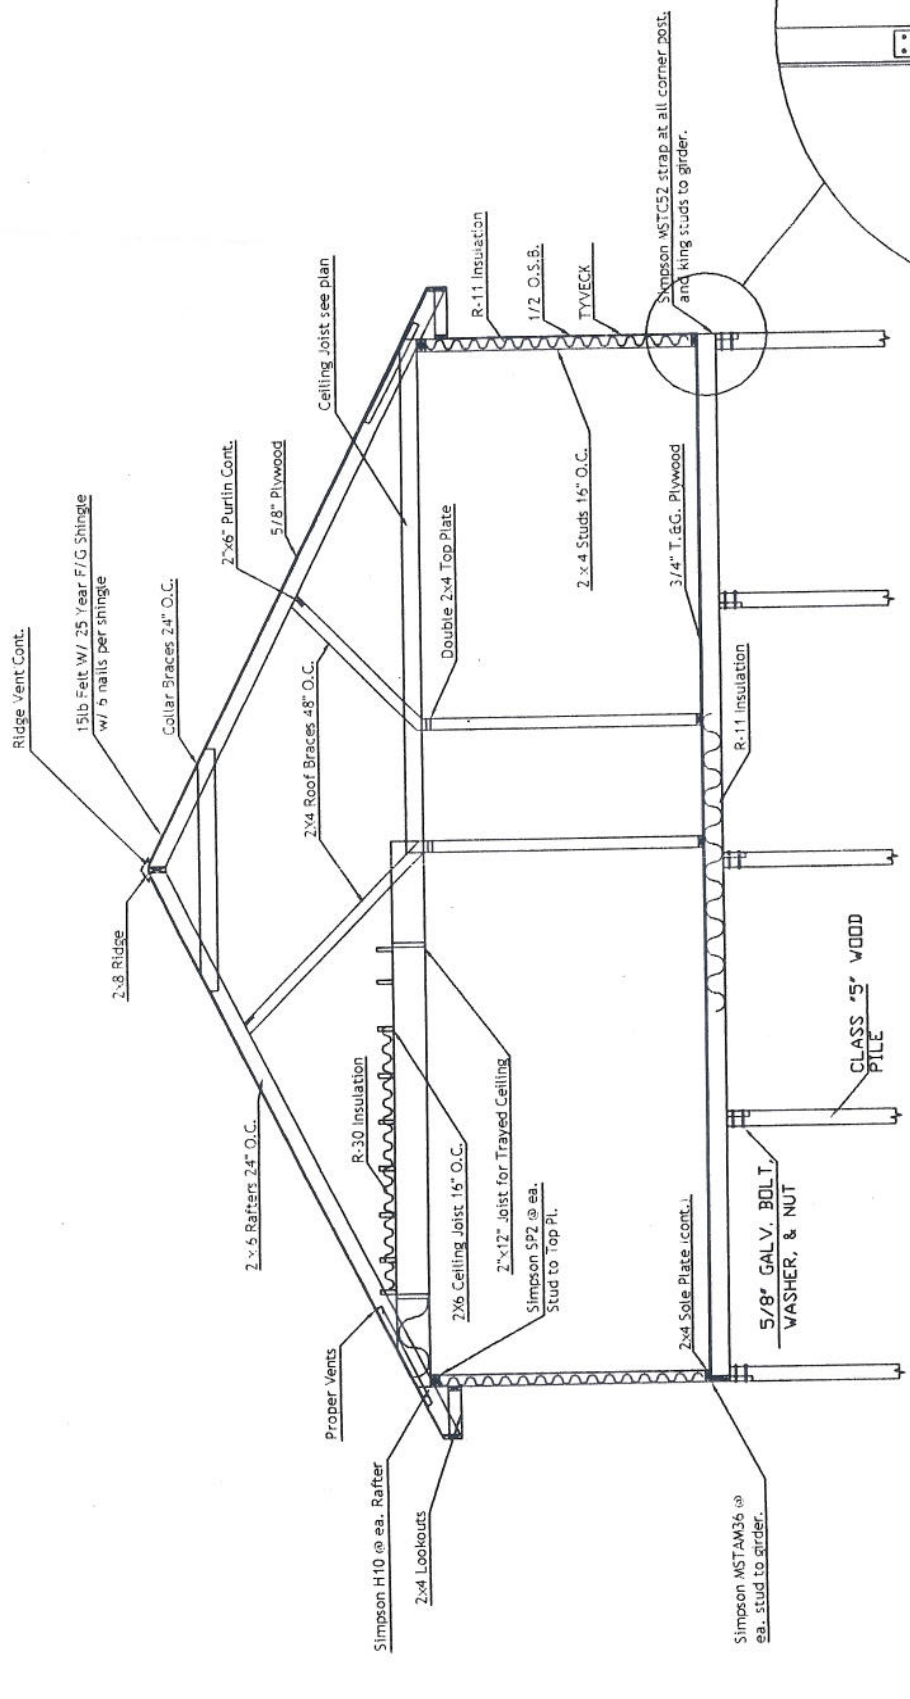 Ridge Vent Cont.
15lb Felt W/ 25 Year F/G Shingle
w/ 6 nails per shingle
2x8 Ridge
Collar Braces 24" O.C.
2"x6" Purlin Cont.
5/8" Plywood
2X4 Roof Braces 48" O.C.
Ceiling Joist see plan
2 x 6 Rafters 24" O.C.
R-30 Insulation
Proper Vents
Simpson H10 @ ea. Rafter
2x4 Lookouts
2X6 Ceiling Joist 16" O.C.
2"x12" Joist for Trayed Ceiling
Simpson SP2 @ ea.
Stud to Top Pl.
Double 2x4 Top Plate
R-11 Insulation
1/2 O.S.B.
TYVECK
2 x 4 Studs 16" O.C.
3/4" T.&G. Plywood
Simpson MSTC52 strap at all corner post,
and king studs to girder.
2x4 Sole Plate (cont.)
R-11 Insulation
Simpson MSTAM36 @
ea. stud to girder.
5/8" GALV. BOLT,
WASHER, & NUT
CLASS "5" WOOD
PILE